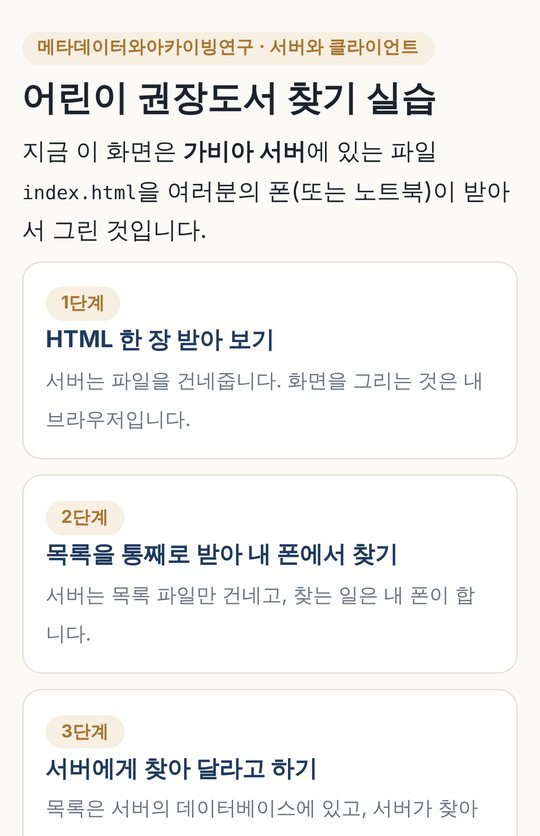 메타데이터와아카이빙연구 · 서버와 클라이언트
어린이 권장도서 찾기 실습
지금 이 화면은 가비아 서버에 있는 파일
index.html을 여러분의 폰(또는 노트북)이 받아
서 그린 것입니다.
1단계
HTML 한 장 받아 보기
서버는 파일을 건네줍니다. 화면을 그리는 것은 내
브라우저입니다.
2단계
목록을 통째로 받아 내 폰에서 찾기
서버는 목록 파일만 건네고, 찾는 일은 내 폰이 합
니다.
3단계
서버에게 찾아 달라고 하기
목록은 서버의 데이터베이스에 있고, 서버가 찾아